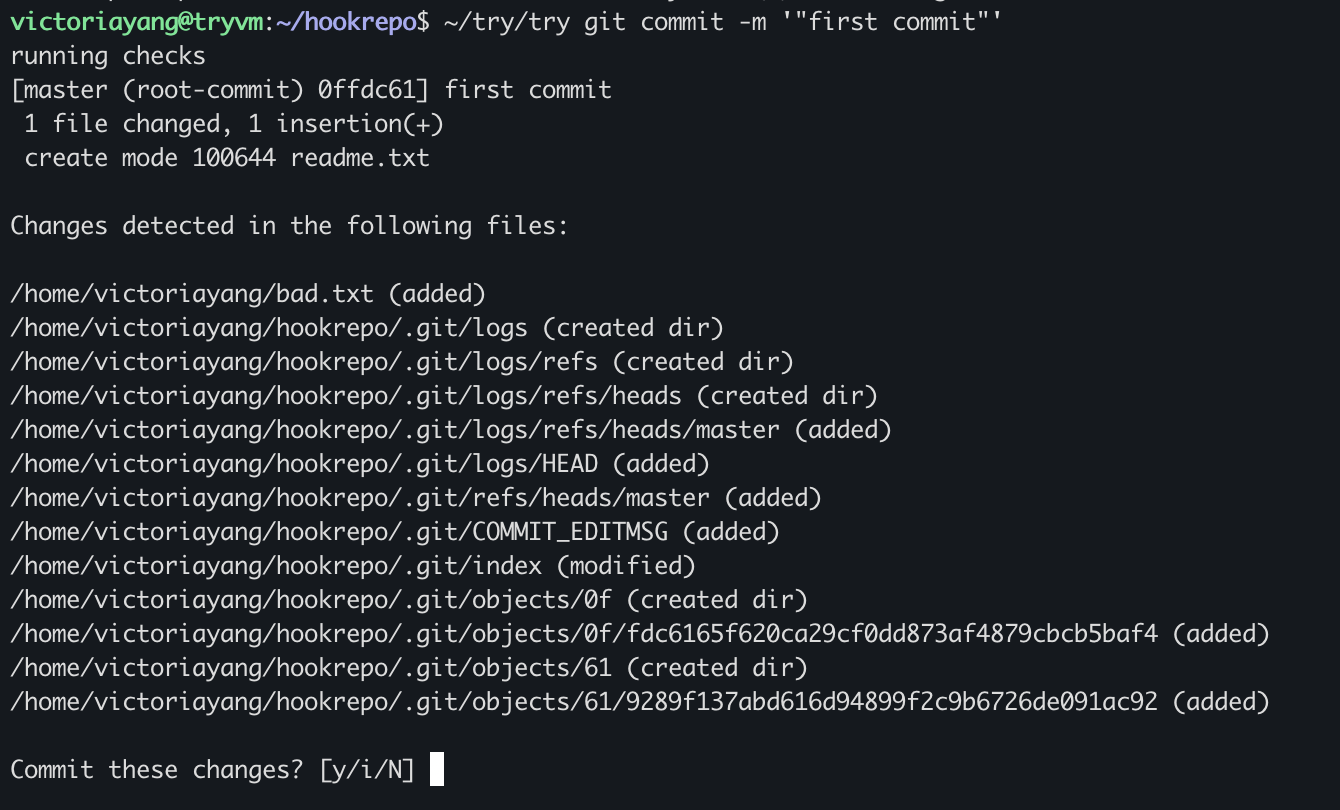 victoriayang@tryvm:~/hookrepo$ ~/try/try git commit -m '"first commit"'
running checks
[master (root-commit) 0ffdc61] first commit
 1 file changed, 1 insertion(+)
 create mode 100644 readme.txt

Changes detected in the following files:

/home/victoriayang/bad.txt (added)
/home/victoriayang/hookrepo/.git/logs (created dir)
/home/victoriayang/hookrepo/.git/logs/refs (created dir)
/home/victoriayang/hookrepo/.git/logs/refs/heads (created dir)
/home/victoriayang/hookrepo/.git/logs/refs/heads/master (added)
/home/victoriayang/hookrepo/.git/logs/HEAD (added)
/home/victoriayang/hookrepo/.git/refs/heads/master (added)
/home/victoriayang/hookrepo/.git/COMMIT_EDITMSG (added)
/home/victoriayang/hookrepo/.git/index (modified)
/home/victoriayang/hookrepo/.git/objects/0f (created dir)
/home/victoriayang/hookrepo/.git/objects/0f/fdc6165f620ca29cf0dd873af4879cbcb5baf4 (added)
/home/victoriayang/hookrepo/.git/objects/61 (created dir)
/home/victoriayang/hookrepo/.git/objects/61/9289f137abd616d94899f2c9b6726de091ac92 (added)

Commit these changes? [y/i/N]